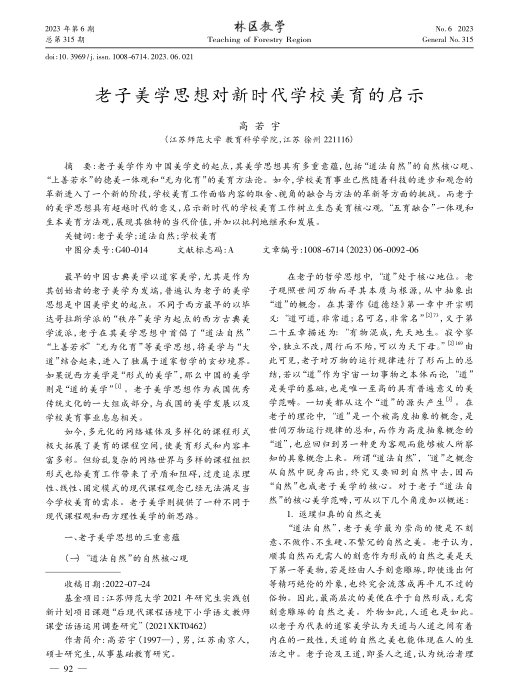 2023 年第 6 期
总第 315 期
林区教学
Teaching of Forestry Region
No. 6 2023
General No. 315
doi:10. 3969/j. issn. 1008-6714. 2023. 06. 021
老子美学思想对新时代学校美育的启示
高 若 宇
(江苏师范大学 教育科学学院,江苏 徐州 221116)
摘 要:老子美学作为中国美学史的起点,其美学思想具有多重意蕴,包括“道法自然”的自然核心观、
“上善若水”的德美一体观和“无为化育”的美育方法论。如今,学校美育事业已然随着科技的进步和观念的
革新进入了一个新的阶段,学校美育工作面临内容的取舍、视角的融合与方法的革新等方面的挑战。而老子
的美学思想具有超越时代的意义,启示新时代的学校美育工作树立生态美育核心观、“五育融合”一体观和
生本美育方法观,展现其独特的当代价值,并加以批判地继承和发展。
关键词:老子美学;道法自然;学校美育
中图分类号:G40-014 文献标志码:A 文章编号:1008-6714(2023)06-0092-06
最早的中国古典美学以道家美学,尤其是作为
其创始者的老子美学为发端,普遍认为老子的美学
思想是中国美学史的起点。不同于西方最早的以毕
达哥拉斯学派的“秩序”美学为起点的西方古典美
学流派,老子在其美学思想中首倡了“道法自然”
“上善若水”“无为化育”等美学思想,将美学与“大
道”结合起来,进入了独属于道家哲学的玄妙境界。
如果说西方美学是“形式的美学”,那么中国的美学
则是“道的美学”[1]。老子美学思想作为我国优秀
传统文化的一大组成部分,与我国的美学发展以及
学校美育事业息息相关。
如今,多元化的网络媒体及多样化的课程形式
极大拓展了美育的课程空间,使美育形式和内容丰
富多彩。但纷乱复杂的网络世界与多样的课程组织
形式也给美育工作带来了矛盾和阻碍,过度追求理
性、线性、固定模式的现代课程观念已经无法满足当
今学校美育的需求。老子美学则提供了一种不同于
现代课程观和西方理性美学的新思路。
一、老子美学思想的三重意蕴
(一)“道法自然”的自然核心观
收稿日期:2022-07-24
基金项目:江苏师范大学 2021 年研究生实践创
新计划项目课题“后现代课程语境下小学语文教师
课堂话语运用调查研究”(2021XKT0462)
作者简介:高若宇(1997—),男,江苏南京人,
硕士研究生,从事基础教育研究。
— 92 —
在老子的哲学思想中,“道”处于核心地位。老
子观照世间万物而寻其本质与根源,从中抽象出
“道”的概念。在其著作《道德经》第一章中开宗明
义:“道可道,非常道;名可名,非常名”[2]73,又于第
二十五章描述为:“有物混成,先天地生。寂兮寥
兮,独立不改,周行而不殆,可以为天下母。”[2]169由
此可见,老子对万物的运行规律进行了形而上的总
结,若以“道”作为宇宙一切事物之本体而论,“道”
是美学的基础,也是唯一至高的具有普遍意义的美
学范畴。一切美都从这个“道”的源头产生[3]。在
老子的理论中,“道”是一个被高度抽象的概念,是
世间万物运行规律的总和,而作为高度抽象概念的
“道”,也应回归到另一种更为客观而能够被人所察
知的具象概念上来。所谓“道法自然”,“道”之概念
从自然中脱身而出,终究又要回到自然中去,因而
“自然”也成老子美学的核心。对于老子“道法自
然”的核心美学范畴,可从以下几个角度加以概述:
1. 返璞归真的自然之美
“道法自然”,老子美学最为崇尚的便是不刻
意、不做作、不生硬、不繁冗的自然之美。老子认为,
顺其自然而无需人的刻意作为形成的自然之美是天
下第一等美物,若是经由人手刻意雕琢,即使造出何
等精巧绝伦的外象,也终究会流落成再平凡不过的
俗物。因此,最高层次的美便在乎于自然形成,无需
刻意雕琢的自然之美。外物如此,人道也是如此。
以老子为代表的道家美学认为天道与人道之间有着
内在的一致性,天道的自然之美也能体现在人的生
活之中。老子论及王道,即圣人之道,认为统治者理